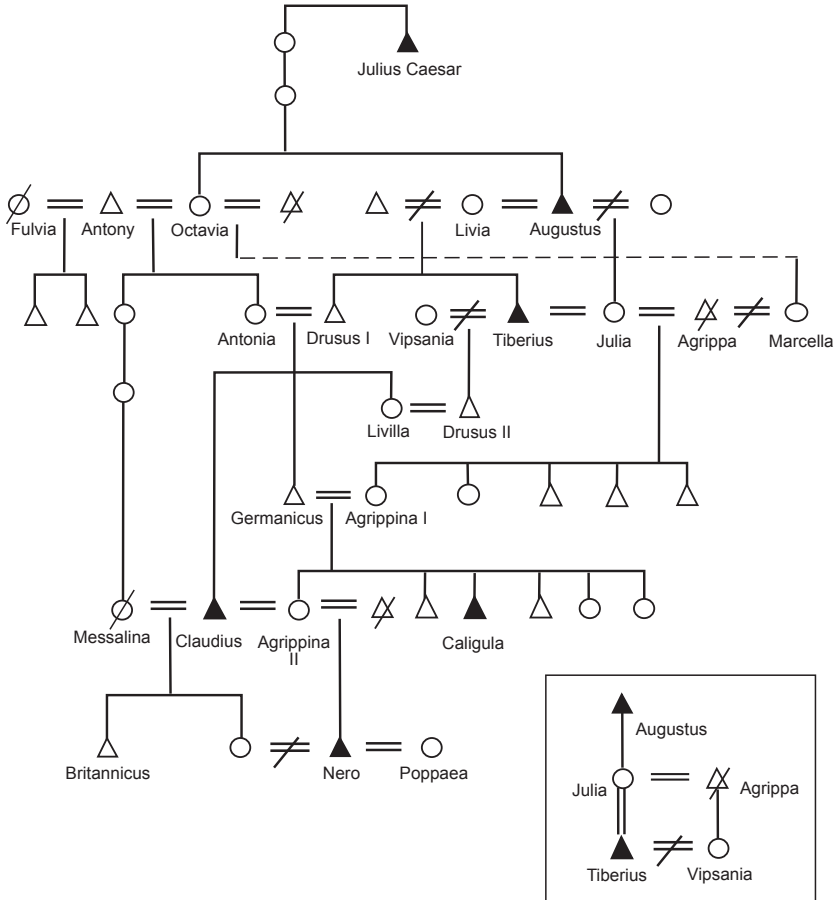 Julius Caesar
Fulvia Antony Octavia Livia Augustus
Antonia Drusus I Vipsania Tiberius Julia Agrippa Marcella
Livilla Drusus II
Germanicus Agrippina I
Messalina Claudius Agrippina Caligula
II
Britannicus Nero Poppaea
Augustus
Julia Agrippa
Tiberius Vipsania